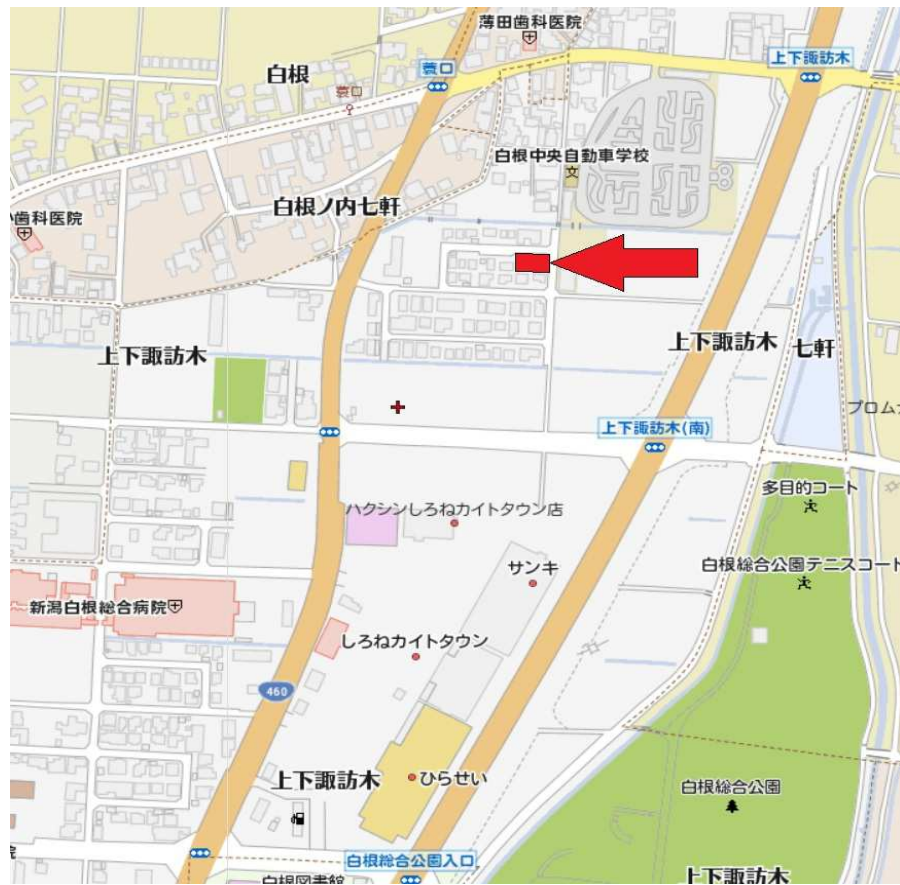 薄田歯科医院
白根
蓑口
上下諏訪木
蓑口
白根中央自動車学校
白根ノ内七軒
歯科医院
上下諏訪木
上下諏訪木
七軒
プロムナ
上下諏訪木(南)
多目的コート
ハクシンしろねカイトタウン店
白根総合公園テニスコート
サンキ
新潟白根総合病院
しろねカイトタウン
460
上下諏訪木
ひらせい
白根総合公園
院
白根総合公園入口
白根図書館
上下諏訪木